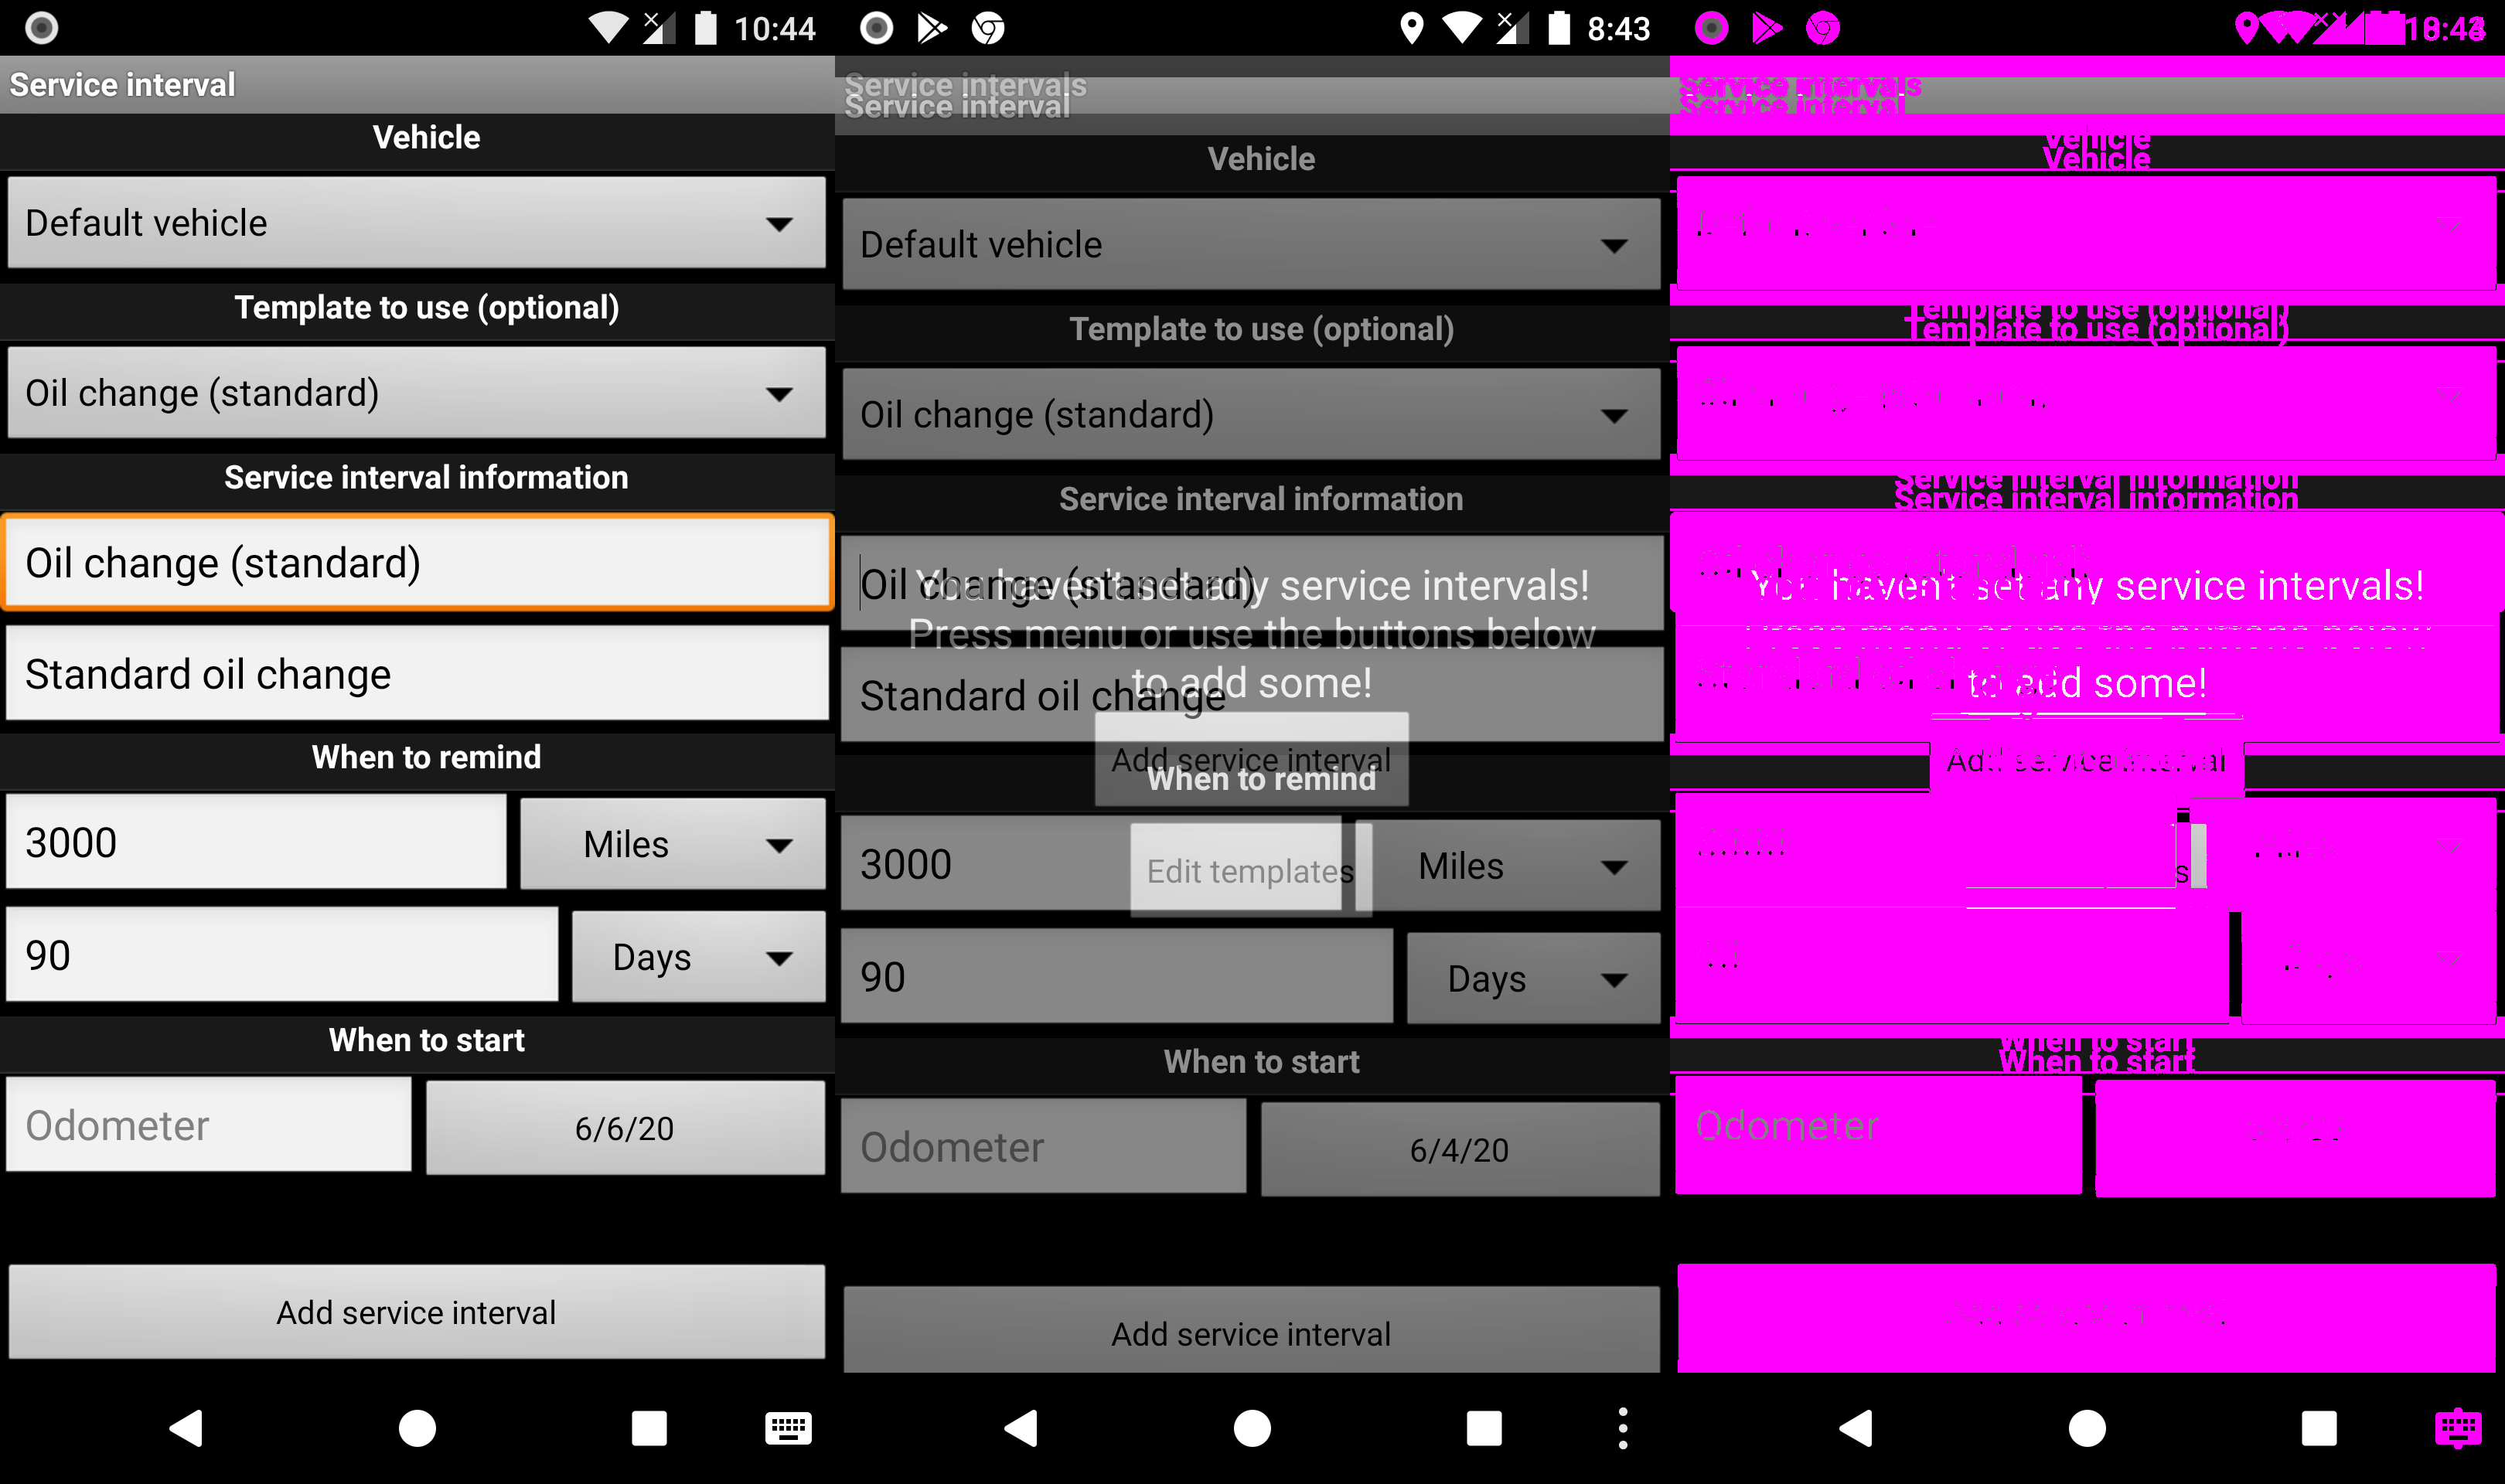 10:44
Service interval
Vehicle
Default vehicle
Template to use (optional)
Oil change (standard)
Service interval information
Oil change (standard)
Standard oil change
When to remind
3000
Miles
90
Days
When to start
Odometer
6/6/20
Add service interval
8:43
Service intervals
Service interval
Vehicle
Default vehicle
Template to use (optional)
Oil change (standard)
Service interval information
Oil change (standard)
You haven't set any service intervals!
Press menu or use the buttons below
to add some!
Standard oil change
Add service interval
When to remind
3000
Edit templates
Miles
90
Days
When to start
Odometer
6/4/20
Add service interval
Service intervals
Service interval
Vehicle
Vehicle
Template to use (optional)
Template to use (optional)
Service interval information
Service interval information
You haven't set any service intervals!
to add some!
Add service interval
s
When to start
When to start
Odometer